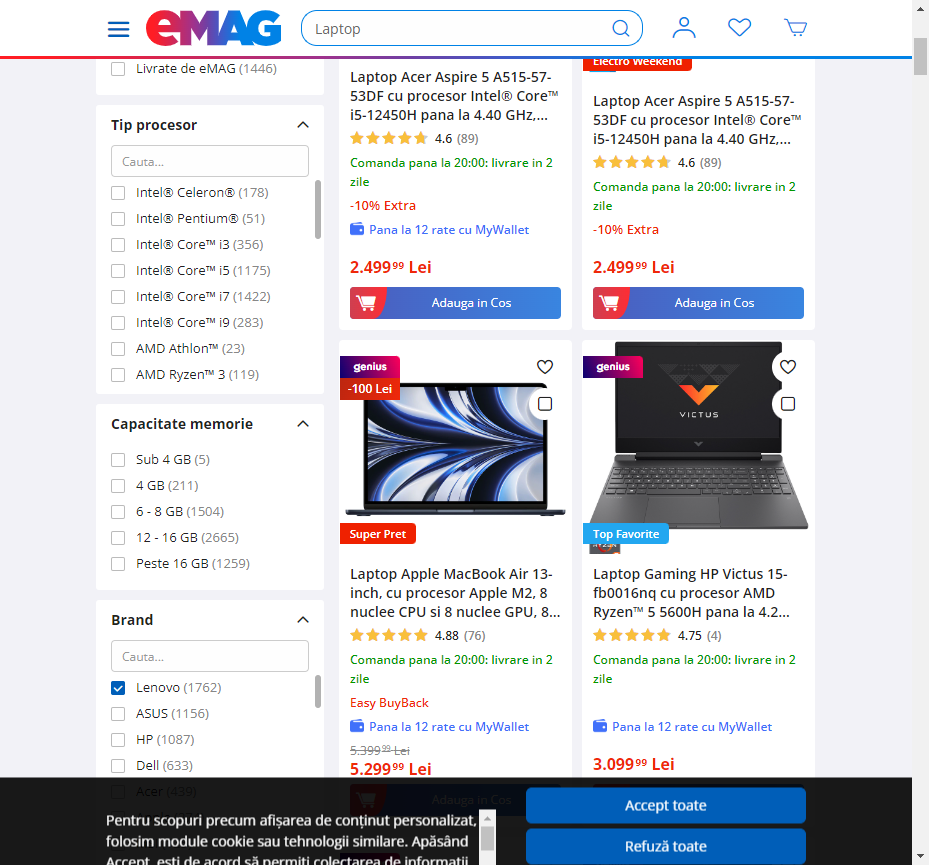 eMAG
Laptop
Livrate de eMAG (1446)
Tip procesor
Cauta...
Intel® Celeron® (178)
Intel® Pentium® (51)
Intel® Core™ i3 (356)
Intel® Core™ i5 (1175)
Intel® Core™ i7 (1422)
Intel® Core™ i9 (283)
AMD Athlon™ (23)
AMD Ryzen™ 3 (119)
Capacitate memorie
Sub 4 GB (5)
4 GB (211)
6 - 8 GB (1504)
12 - 16 GB (2665)
Peste 16 GB (1259)
Brand
Cauta...
Lenovo (1762)
ASUS (1156)
HP (1087)
Dell (633)
Acer (439)
Laptop Acer Aspire 5 A515-57-
53DF cu procesor Intel® Core™
i5-12450H pana la 4.40 GHz,...
4.6 (89)
Comanda pana la 20:00: livrare in 2
zile
-10% Extra
Pana la 12 rate cu MyWallet
2.499⁹⁹ Lei
Adauga in Cos
Electro Weekend
Laptop Acer Aspire 5 A515-57-
53DF cu procesor Intel® Core™
i5-12450H pana la 4.40 GHz,...
4.6 (89)
Comanda pana la 20:00: livrare in 2
zile
-10% Extra
2.499⁹⁹ Lei
Adauga in Cos
genius
-100 Lei
Super Pret
Laptop Apple MacBook Air 13-
inch, cu procesor Apple M2, 8
nuclee CPU si 8 nuclee GPU, 8...
4.88 (76)
Comanda pana la 20:00: livrare in 2
zile
Easy BuyBack
Pana la 12 rate cu MyWallet
5.399⁹⁹ Lei
5.299⁹⁹ Lei
Adauga in Cos
genius
VICTUS
Top Favorite
RYZEN
Laptop Gaming HP Victus 15-
fb0016nq cu procesor AMD
Ryzen™ 5 5600H pana la 4.2...
4.75 (4)
Comanda pana la 20:00: livrare in 2
zile
Pana la 12 rate cu MyWallet
3.099⁹⁹ Lei
Pentru scopuri precum afișarea de conținut personalizat,
folosim module cookie sau tehnologii similare. Apăsând
Accept, ești de acord să permiți colectarea de informații
Accept toate
Refuză toate